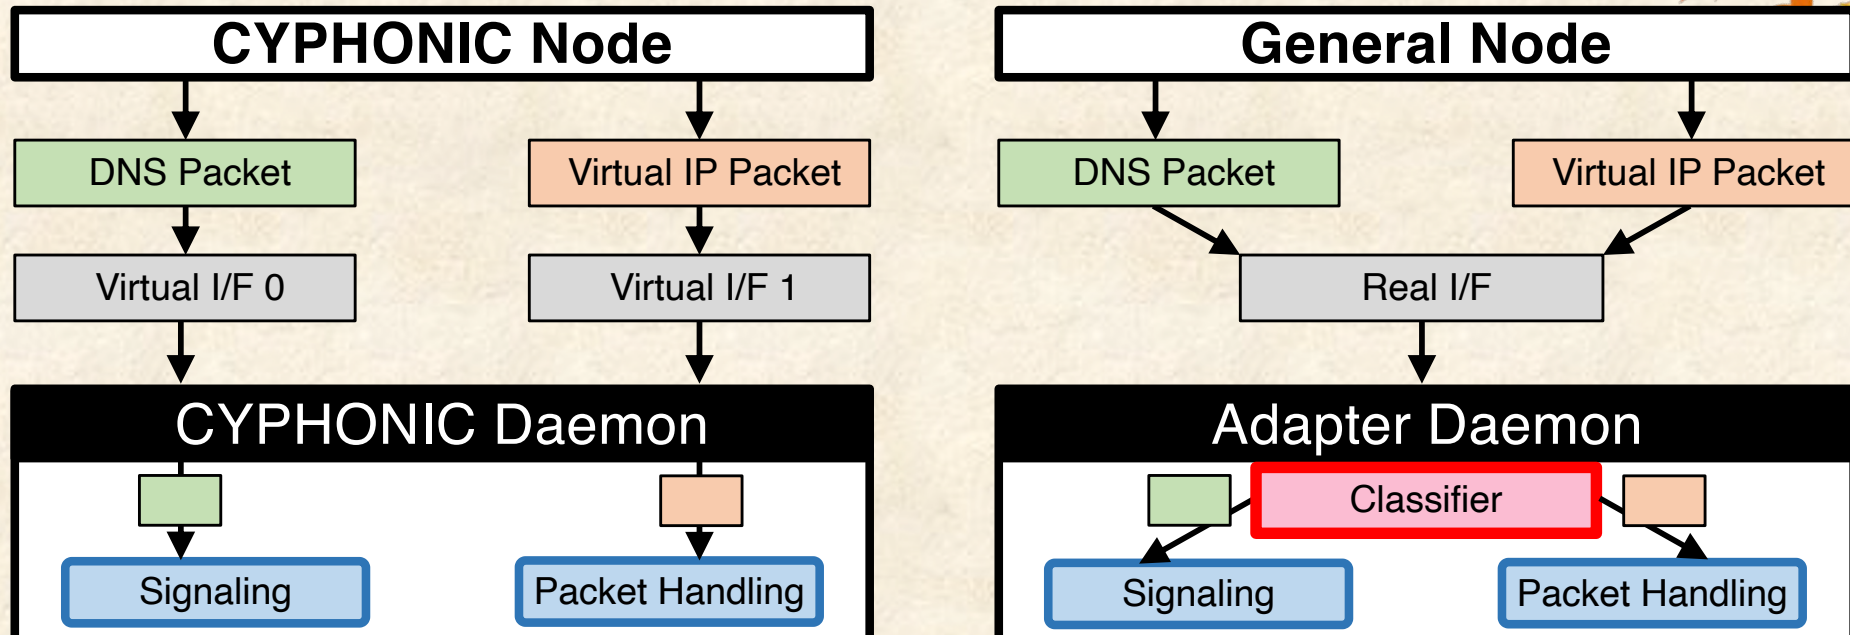 CYPHONIC Node
DNS Packet
Virtual IP Packet
Virtual I/F 0
Virtual I/F 1
CYPHONIC Daemon
Signaling
Packet Handling
General Node
DNS Packet
Virtual IP Packet
Real I/F
Adapter Daemon
Classifier
Signaling
Packet Handling